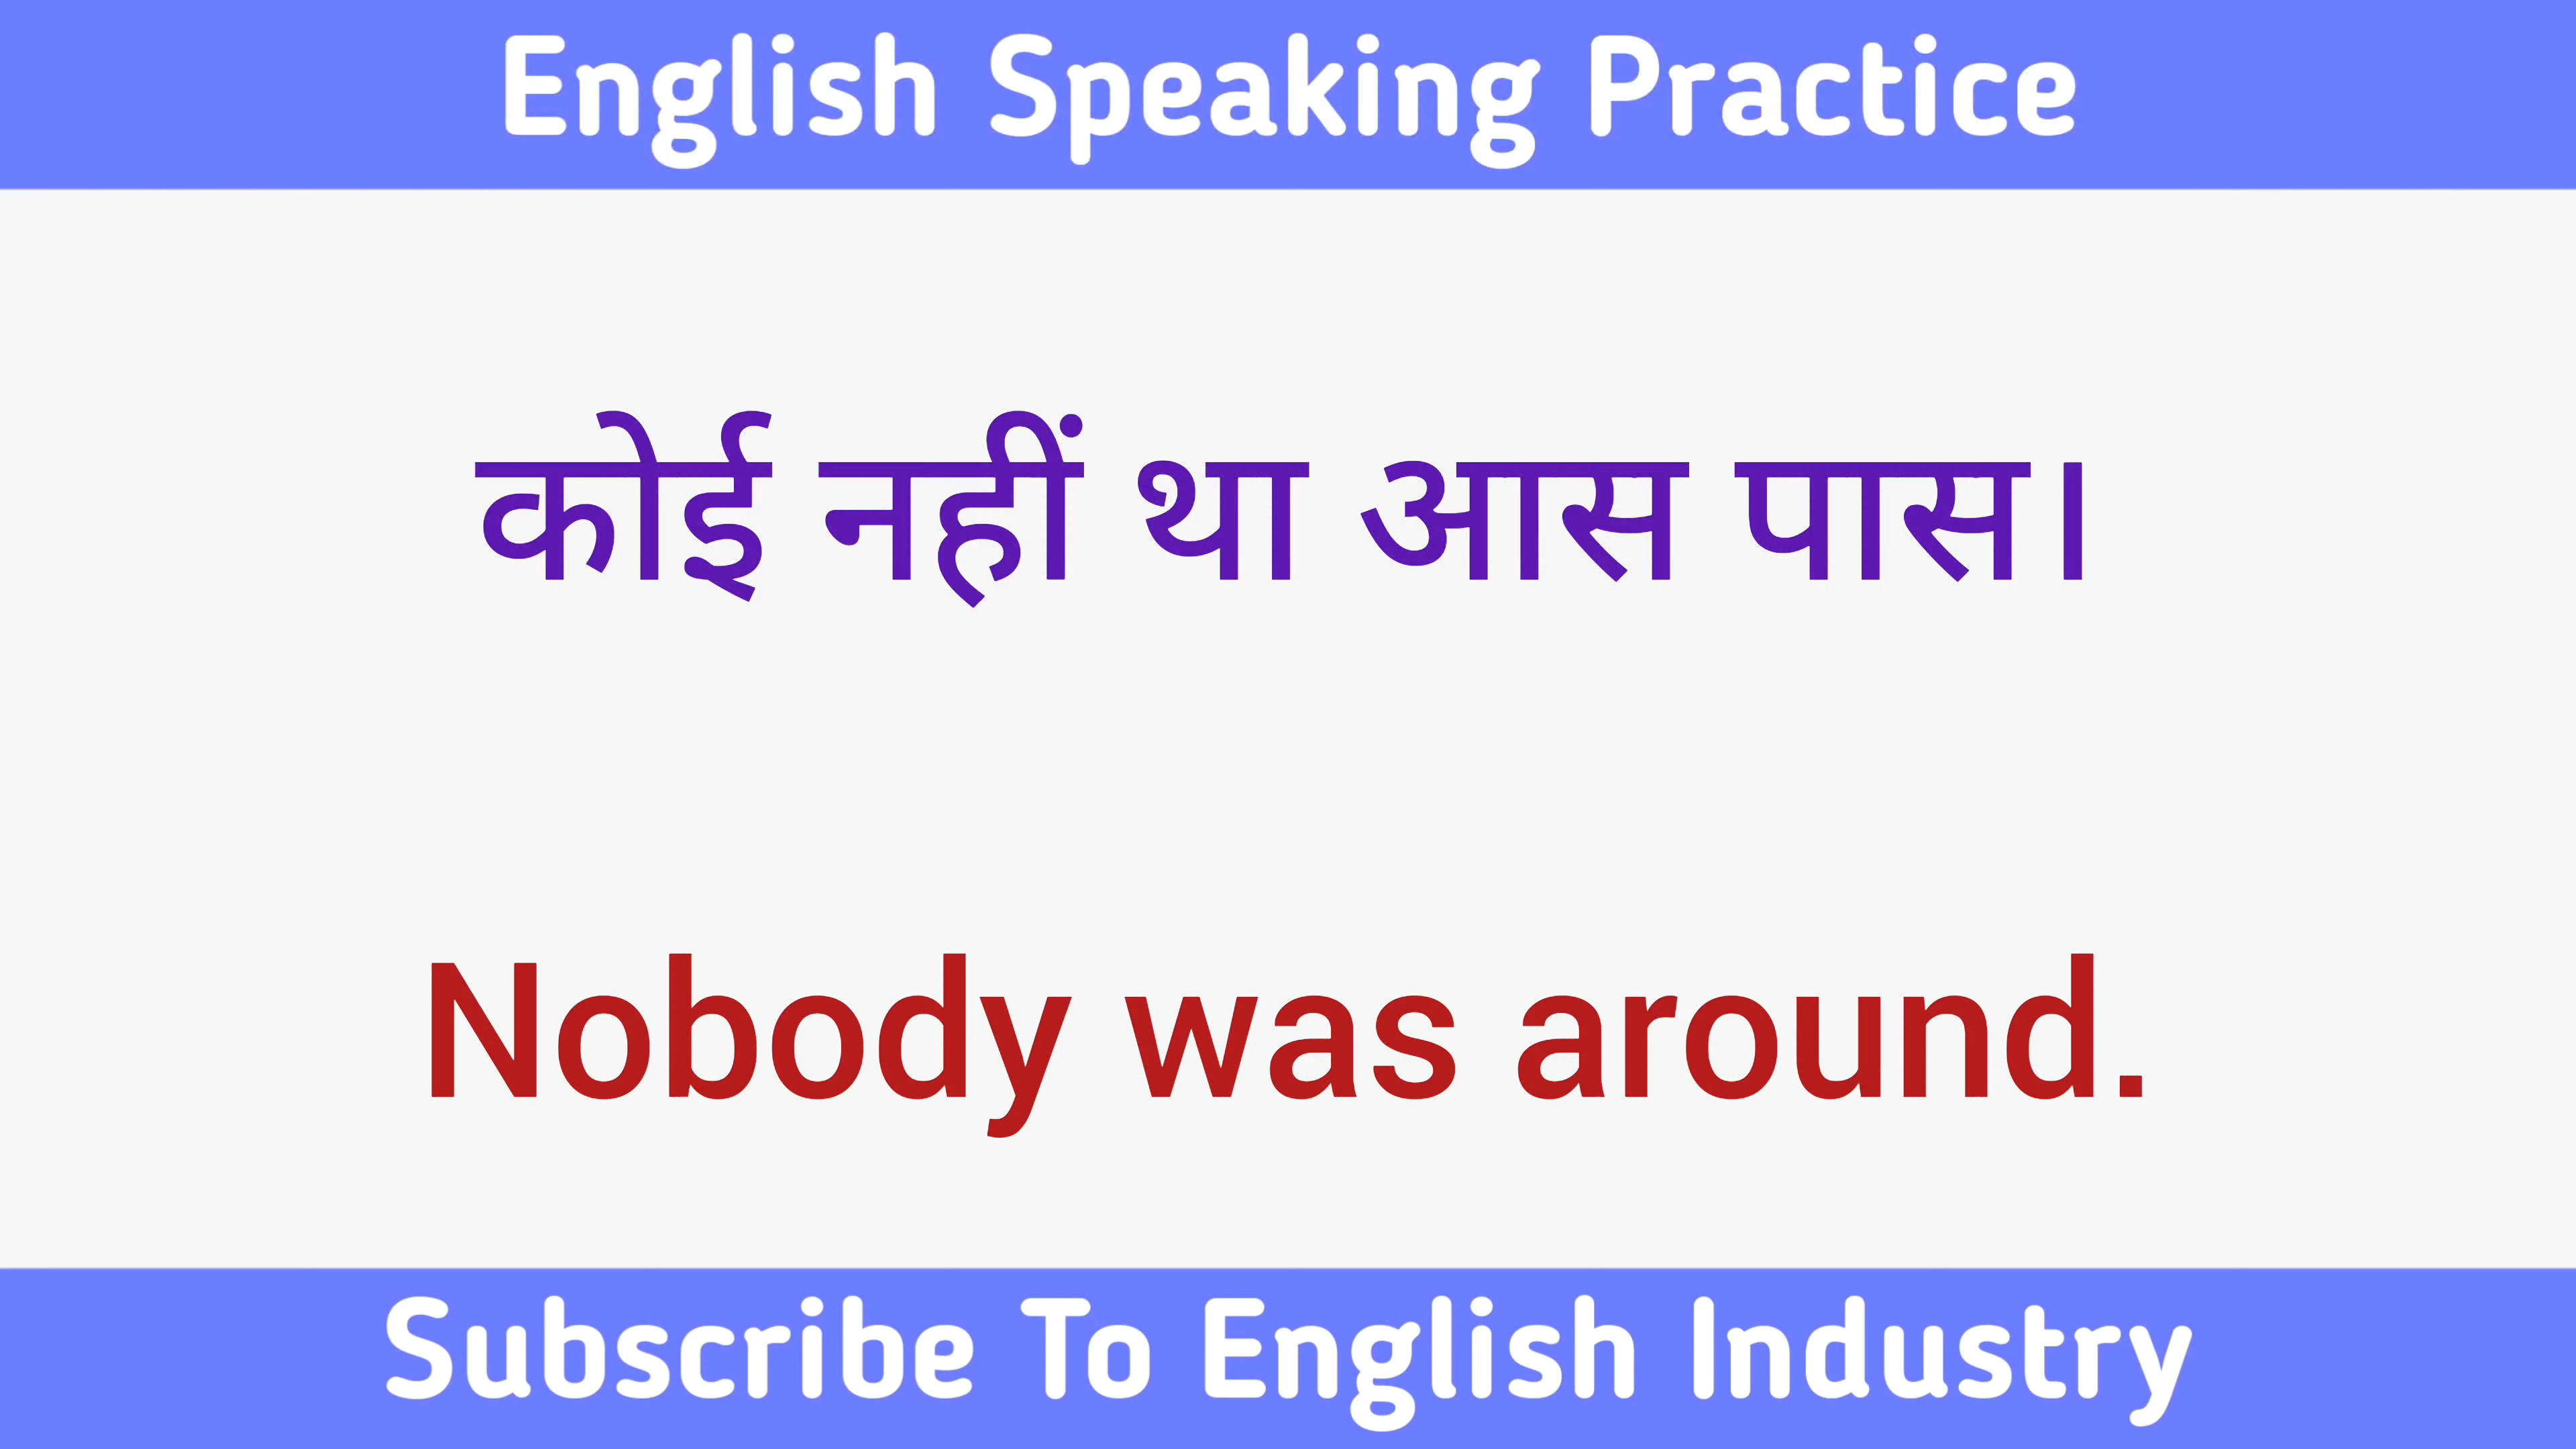 English Speaking Practice
कोई नहीं था आस पास।
Nobody was around.
Subscribe To English Industry